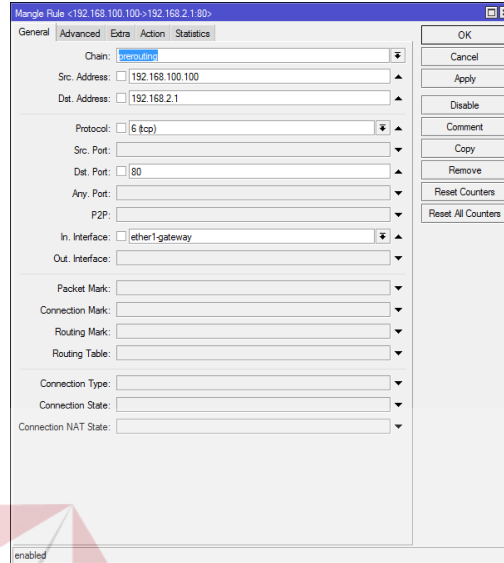 Mangle Rule <192.168.100.100->192.168.2.1:80>
General Advanced Extra Action Statistics
Chain: prerouting
Src. Address: 192.168.100.100
Dst. Address: 192.168.2.1
Protocol: 6 (tcp)
Src. Port:
Dst. Port: 80
Any. Port:
P2P:
In. Interface: ether1-gateway
Out. Interface:
Packet Mark:
Connection Mark:
Routing Mark:
Routing Table:
Connection Type:
Connection State:
Connection NAT State:
OK
Cancel
Apply
Disable
Comment
Copy
Remove
Reset Counters
Reset All Counters
enabled